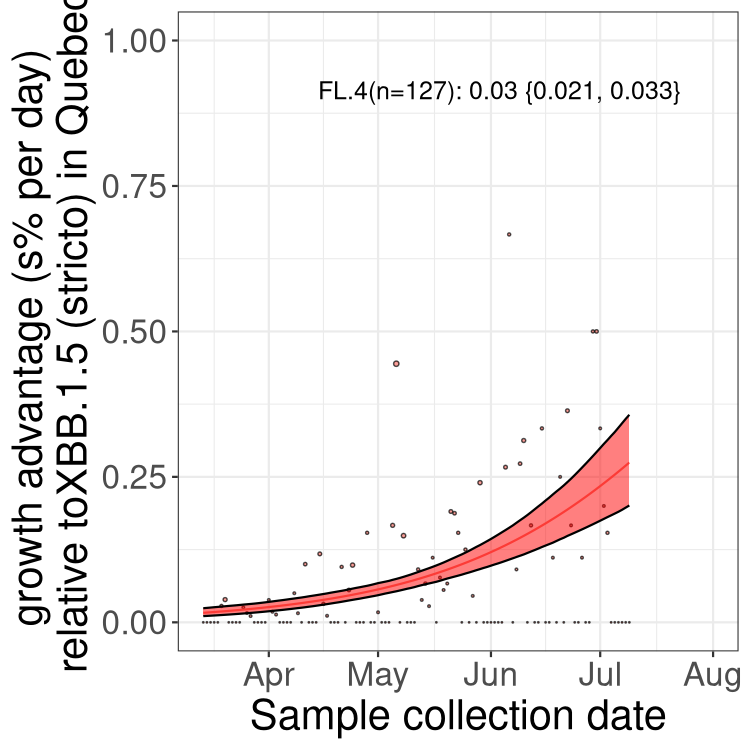 growth advantage (s% per day)
relative toXBB.1.5 (stricto) in Quebec
1.00
0.75
0.50
0.25
0.00
FL.4(n=127): 0.03 {0.021, 0.033}
Apr May Jun Jul Aug
Sample collection date